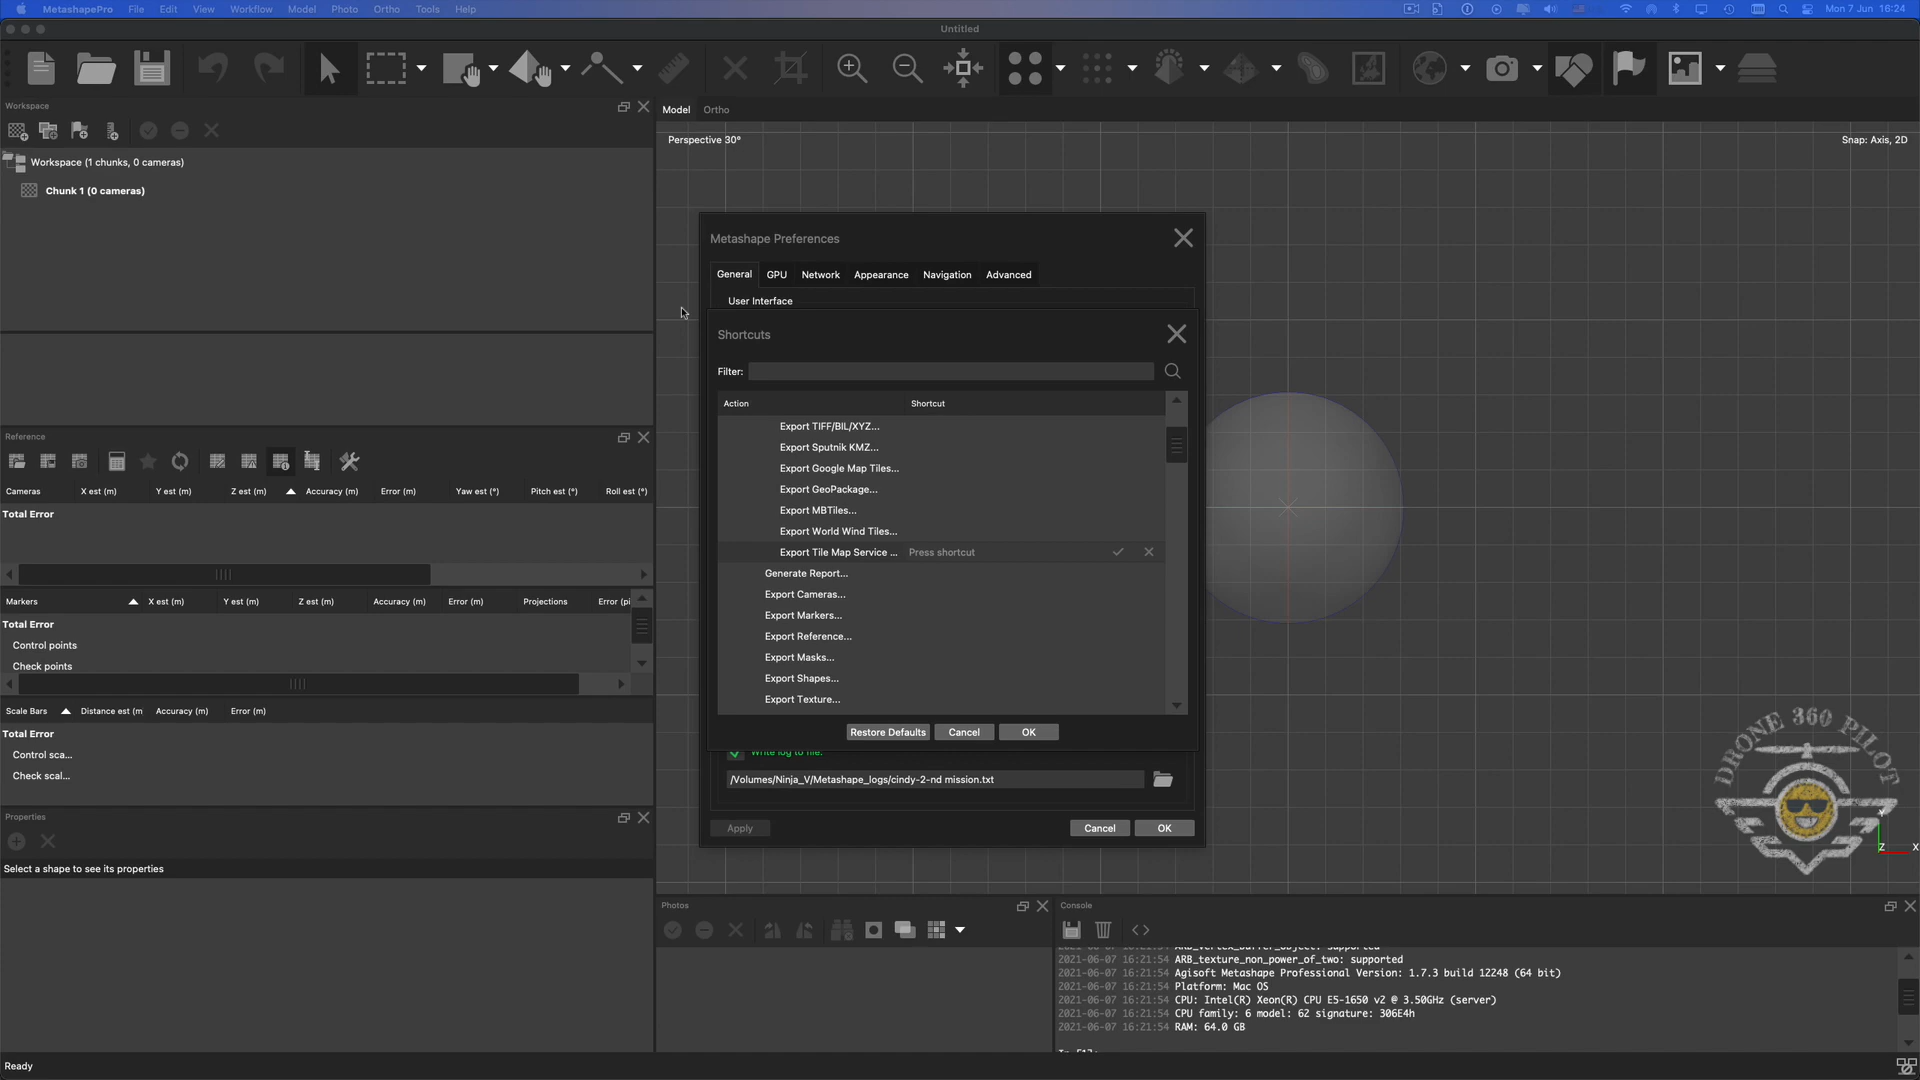 MetashapePro File Edit View Workflow Model Photo Ortho Tools Help Mon 7 Jun 16:24
Untitled
Workspace
Model Ortho
Perspective 30°
Snap: Axis, 2D
Workspace (1 chunks, 0 cameras)
Chunk 1 (0 cameras)
Metashape Preferences
General GPU Network Appearance Navigation Advanced
User Interface
Shortcuts
Filter:
Action Shortcut
Export TIFF/BIL/XYZ...
Export Sputnik KMZ...
Export Google Map Tiles...
Export GeoPackage...
Export MBTiles...
Export World Wind Tiles...
Export Tile Map Service ... Press shortcut
Generate Report...
Export Cameras...
Export Markers...
Export Reference...
Export Masks...
Export Shapes...
Export Texture...
Restore Defaults Cancel OK
Write log to file:
/Volumes/Ninja_V/Metashape_logs/cindy-2-nd mission.txt
Apply Cancel OK
Reference
Cameras X est (m) Y est (m) Z est (m) Accuracy (m) Error (m) Yaw est (°) Pitch est (°) Roll est (°)
Total Error
Markers X est (m) Y est (m) Z est (m) Accuracy (m) Error (m) Projections Error (pi
Total Error
Control points
Check points
Scale Bars Distance est (m Accuracy (m) Error (m)
Total Error
Control sca...
Check scal...
Properties
Select a shape to see its properties
DRONE 360 PILOT
Y
Z X
Photos
Console
ARB_vertex_buffer_object: supported
2021-06-07 16:21:54 ARB_texture_non_power_of_two: supported
2021-06-07 16:21:54 Agisoft Metashape Professional Version: 1.7.3 build 12248 (64 bit)
2021-06-07 16:21:54 Platform: Mac OS
2021-06-07 16:21:54 CPU: Intel(R) Xeon(R) CPU E5-1650 v2 @ 3.50GHz (server)
2021-06-07 16:21:54 CPU family: 6 model: 62 signature: 306E4h
2021-06-07 16:21:54 RAM: 64.0 GB
Ready